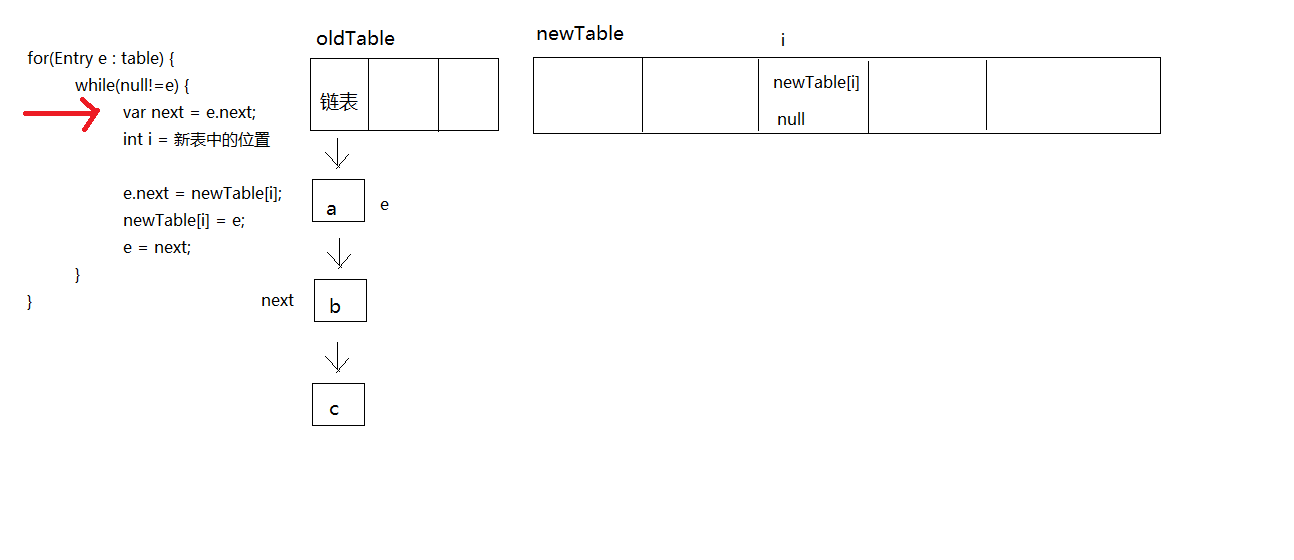 for(Entry e : table) {
while(null!=e) {
var next = e.next;
int i = 新表中的位置
e.next = newTable[i];
newTable[i] = e;
e = next;
}
}
oldTable
链表
a
e
next
b
c
newTable
i
newTable[i]
null